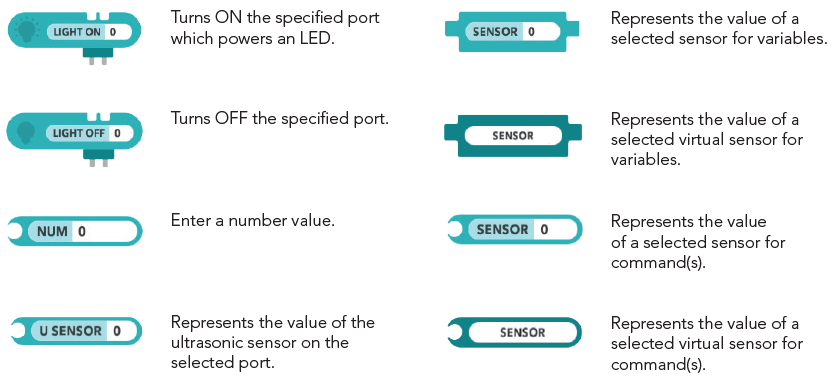 LIGHT ON 0
Turns ON the specified port
which powers an LED.
LIGHT OFF 0
Turns OFF the specified port.
NUM 0
Enter a number value.
U SENSOR 0
Represents the value of the
ultrasonic sensor on the
selected port.
SENSOR 0
Represents the value of a
selected sensor for variables.
SENSOR
Represents the value of a
selected virtual sensor for
variables.
SENSOR 0
Represents the value
of a selected sensor for
command(s).
SENSOR
Represents the value of a
selected virtual sensor for
command(s).